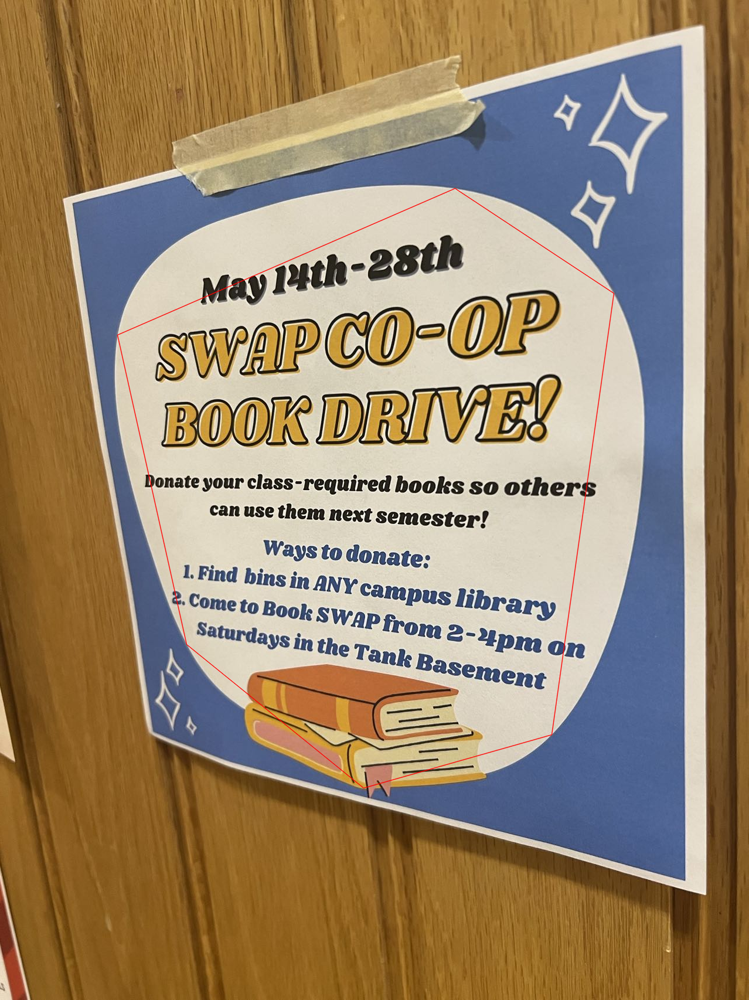 May 14th-28th
SWAP CO-OP
BOOK DRIVE!
Donate your class-required books so others
can use them next semester!
Ways to donate:
1. Find bins in ANY campus library
2. Come to Book SWAP from 2-4pm on
Saturdays in the Tank Basement